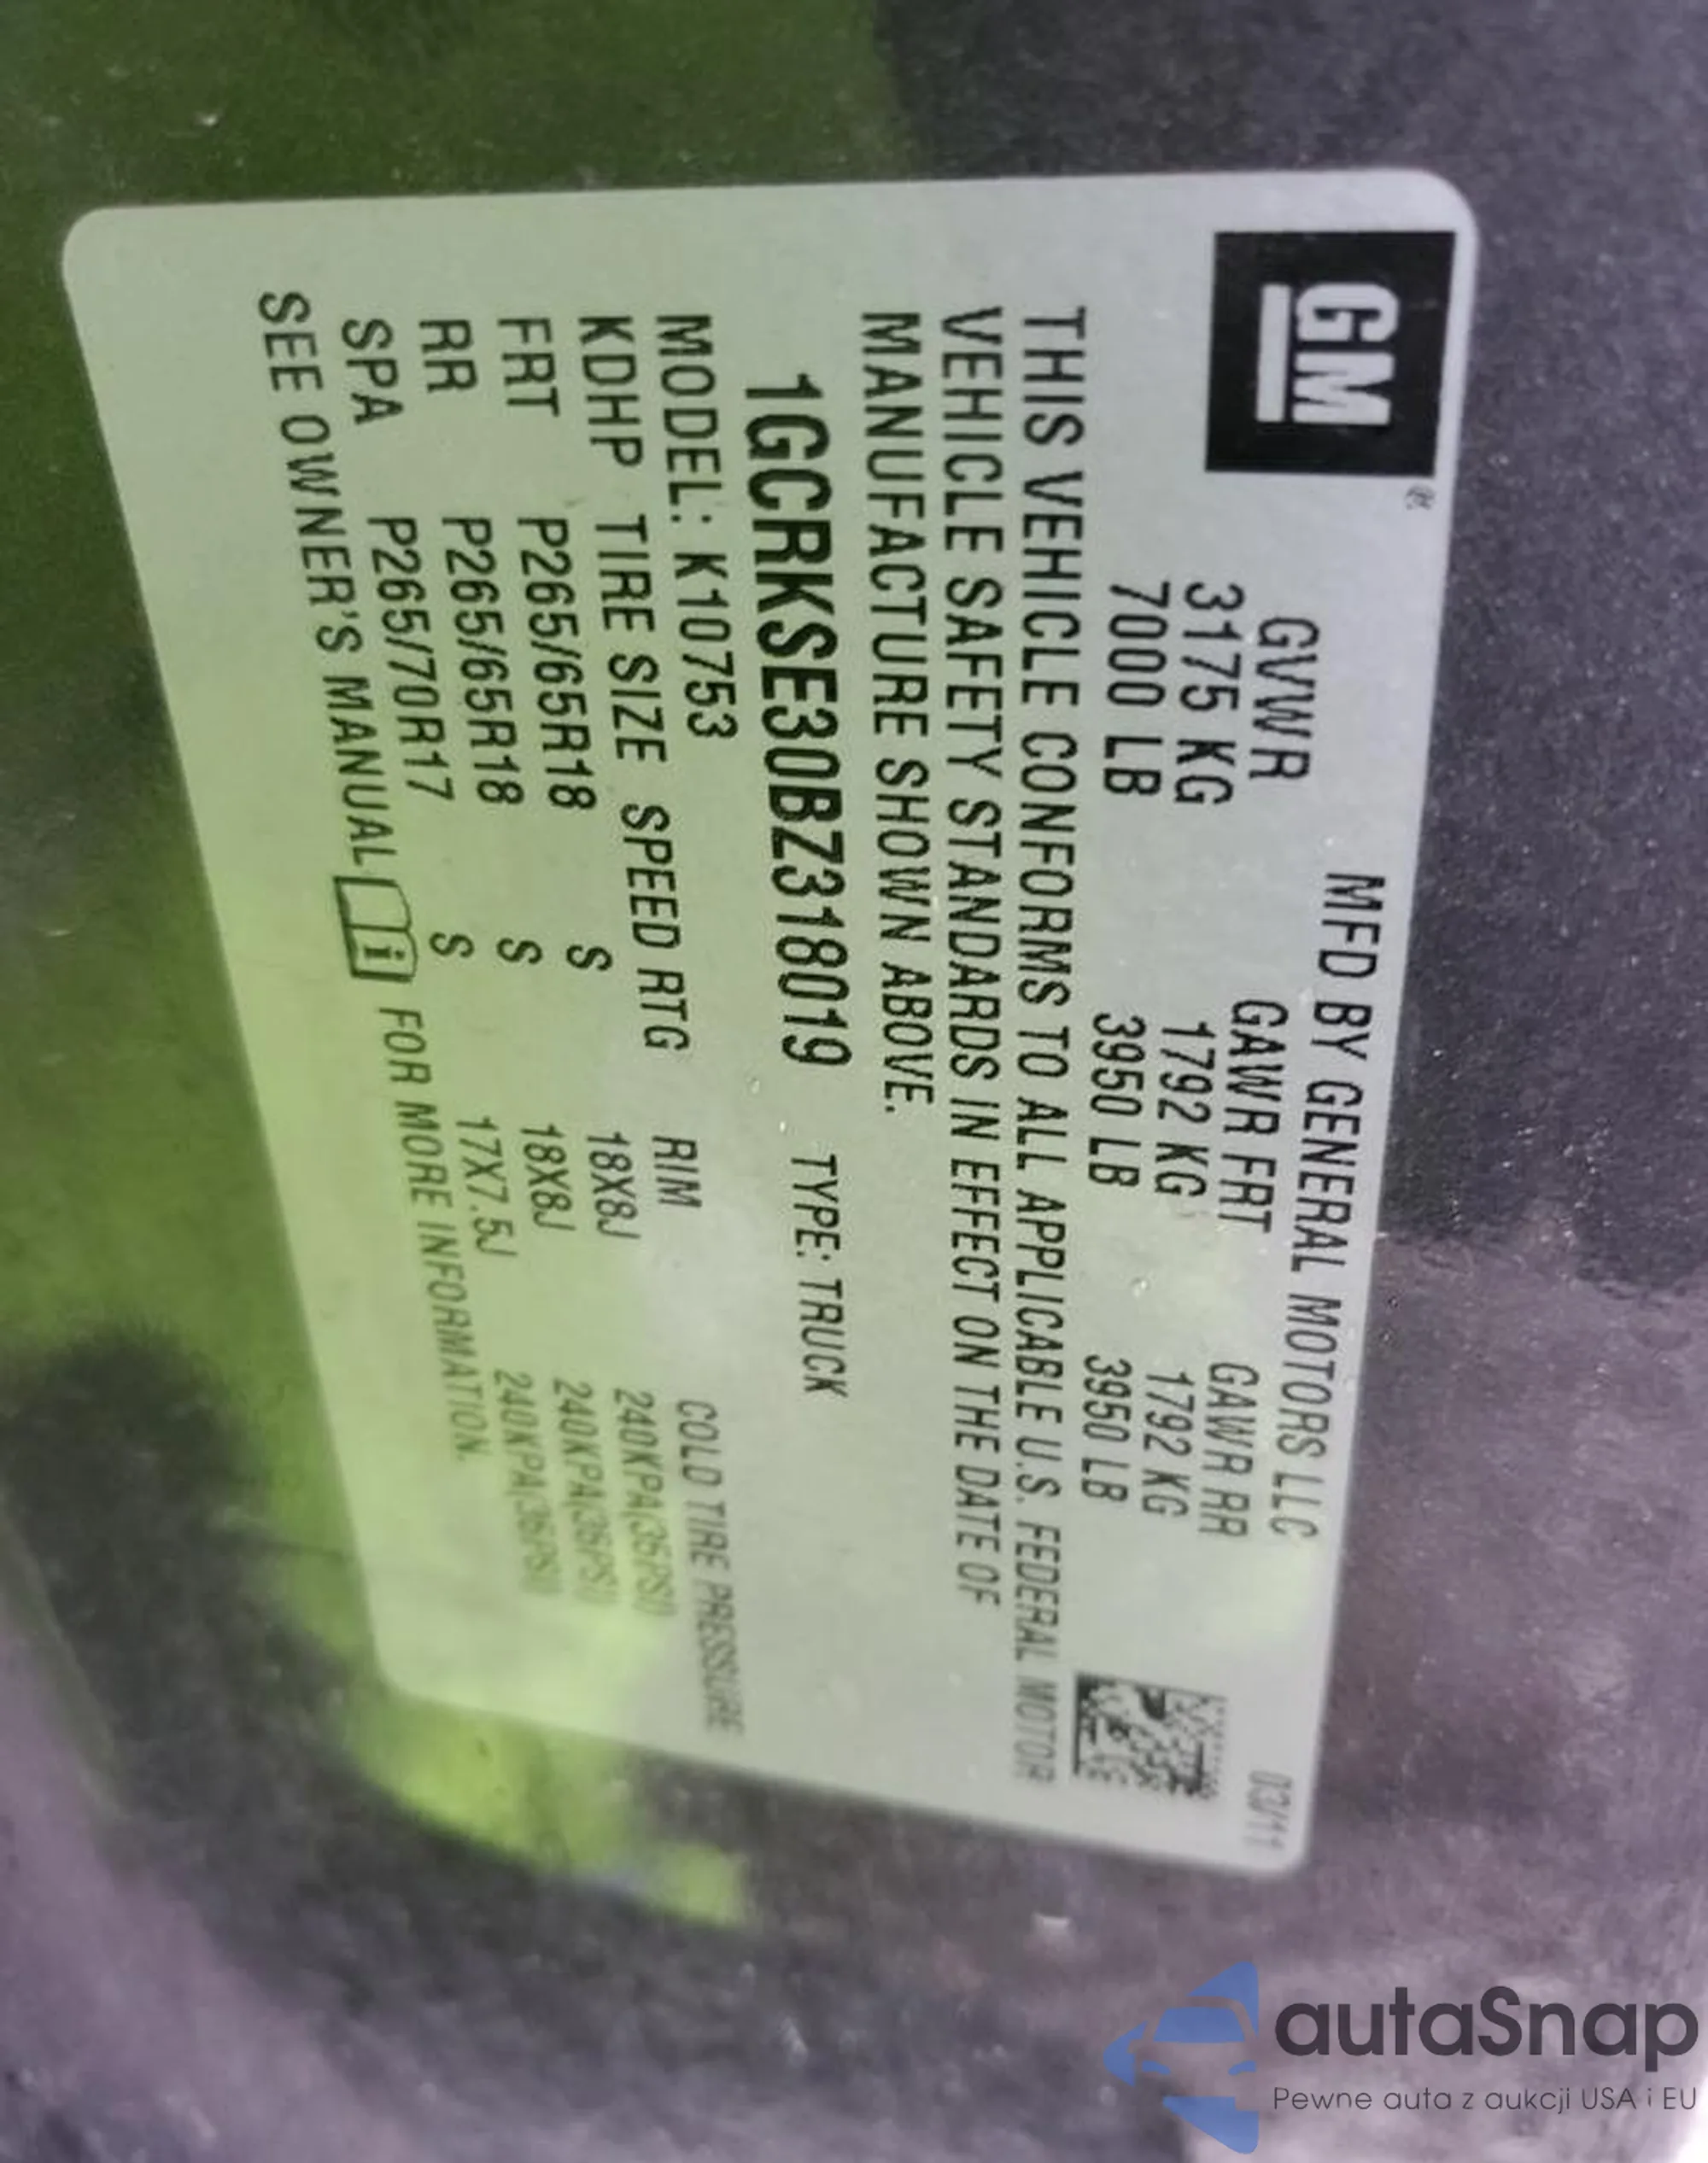 GM®
MFD BY GENERAL MOTORS LLC 03/11
GVWR GAWR FRT GAWR RR
3175 KG 1792 KG 1792 KG
7000 LB 3950 LB 3950 LB
THIS VEHICLE CONFORMS TO ALL APPLICABLE U.S. FEDERAL MOTOR
VEHICLE SAFETY STANDARDS IN EFFECT ON THE DATE OF
MANUFACTURE SHOWN ABOVE.
1GCRKSE30BZ318019 TYPE: TRUCK
MODEL: K10753
KDHP TIRE SIZE SPEED RTG RIM COLD TIRE PRESSURE
FRT P265/65R18 S 18X8J 240KPA(35PSI)
RR P265/65R18 S 18X8J 240KPA(35PSI)
SPA P265/70R17 S 17X7.5J 240KPA(35PSI)
SEE OWNER'S MANUAL i FOR MORE INFORMATION.
autaSnap
Pewne auta z aukcji USA i EU